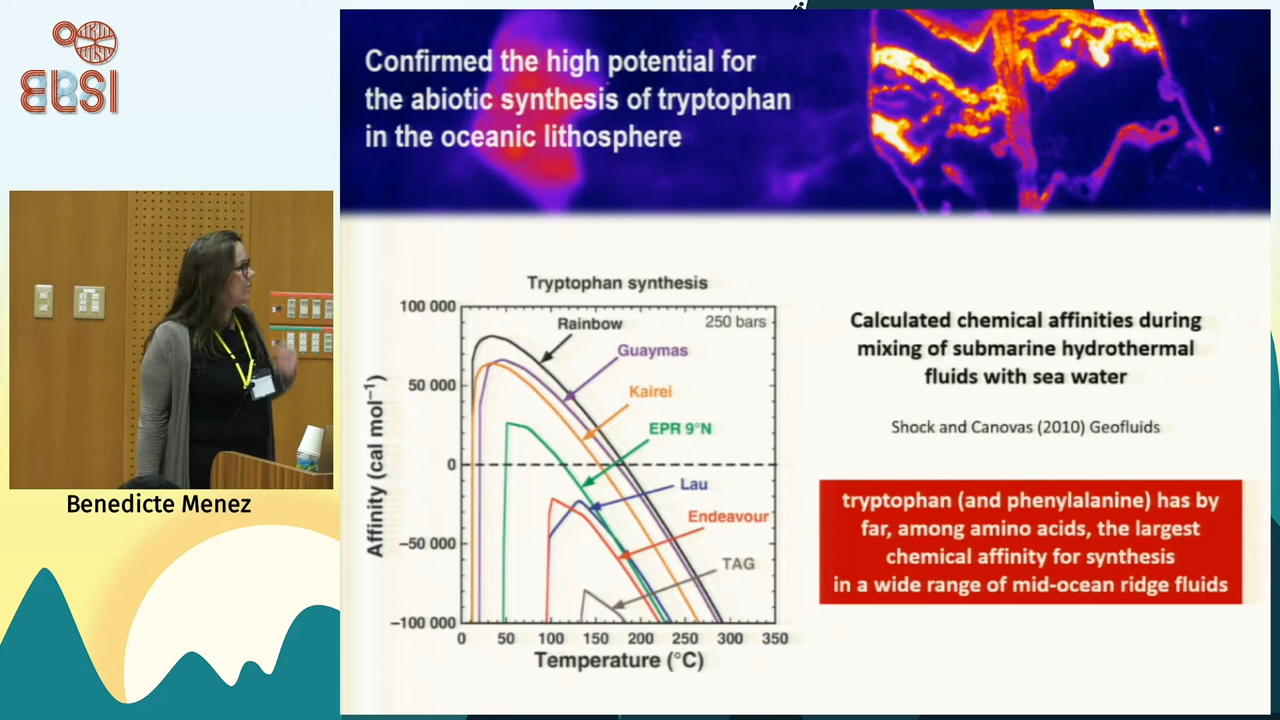 ELSI
Confirmed the high potential for
the abiotic synthesis of tryptophan
in the oceanic lithosphere
Benedicte Menez
Tryptophan synthesis
250 bars
Rainbow
Guaymas
Kairei
EPR 9°N
Lau
Endeavour
TAG
Affinity (cal mol⁻¹)
100 000
50 000
0
−50 000
−100 000
0 50 100 150 200 250 300 350
Temperature (°C)
Calculated chemical affinities during
mixing of submarine hydrothermal
fluids with sea water
Shock and Canovas (2010) Geofluids
tryptophan (and phenylalanine) has by
far, among amino acids, the largest
chemical affinity for synthesis
in a wide range of mid-ocean ridge fluids